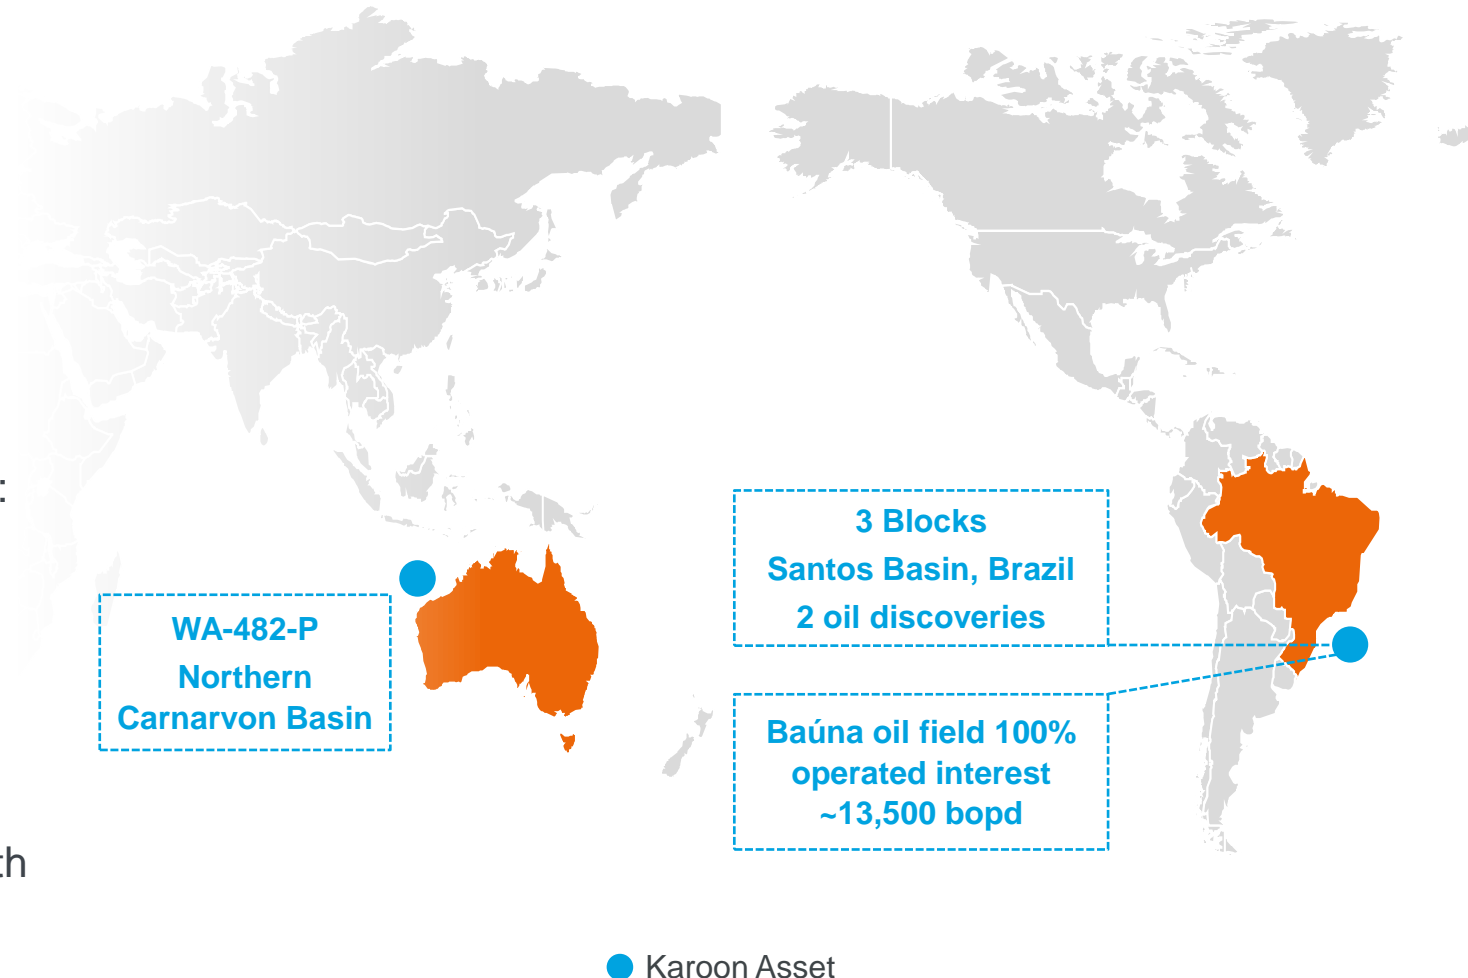 :
3 Blocks
Santos Basin, Brazil
2 oil discoveries
WA-482-P
Northern
Carnarvon Basin
Baúna oil field 100%
operated interest
~13,500 bopd
th
Karoon Asset